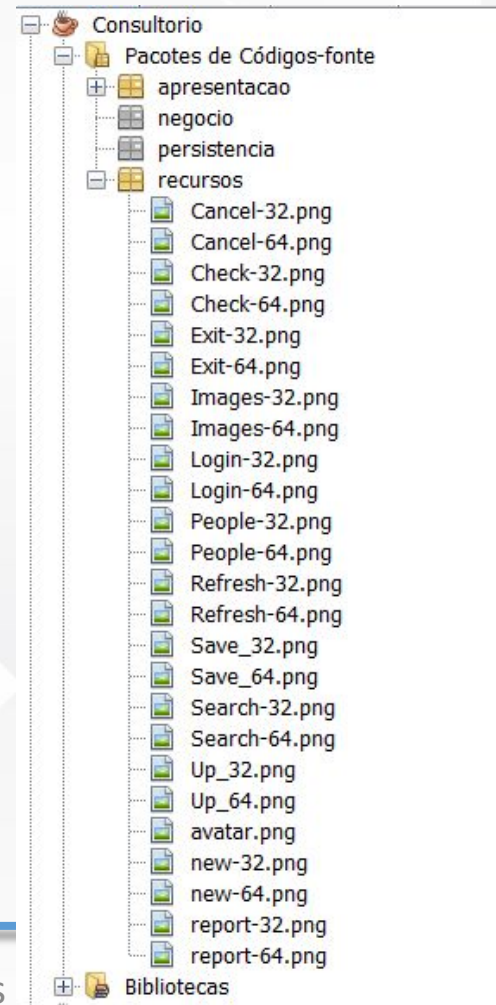 Consultorio
Pacotes de Códigos-fonte
apresentacao
negocio
persistencia
recursos
Cancel-32.png
Cancel-64.png
Check-32.png
Check-64.png
Exit-32.png
Exit-64.png
Images-32.png
Images-64.png
Login-32.png
Login-64.png
People-32.png
People-64.png
Refresh-32.png
Refresh-64.png
Save_32.png
Save_64.png
Search-32.png
Search-64.png
Up_32.png
Up_64.png
avatar.png
new-32.png
new-64.png
report-32.png
report-64.png
Bibliotecas